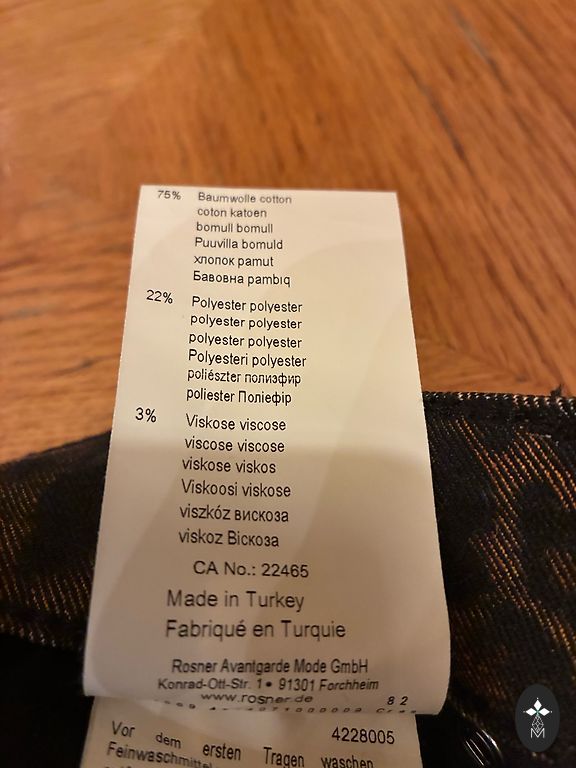 75% Baumwolle cotton
coton katoen
bomull bomull
Puuvilla bomuld
хлопок pamut
Бавовна pambıq
22% Polyester polyester
polyester polyester
polyester polyester
Polyesteri polyester
poliészter полиэфир
poliester Поліефір
3% Viskose viscose
viscose viscose
viskose viskos
Viskoosi viskose
viszkóz вискоза
viskoz Віскоза
CA No.: 22465
Made in Turkey
Fabriqué en Turquie
Rosner Avantgarde Mode GmbH
Konrad-Ott-Str. 1 • 91301 Forchheim
www.rosner.de
82
4228005
Vor dem ersten Tragen waschen
Feinwaschmittel
M